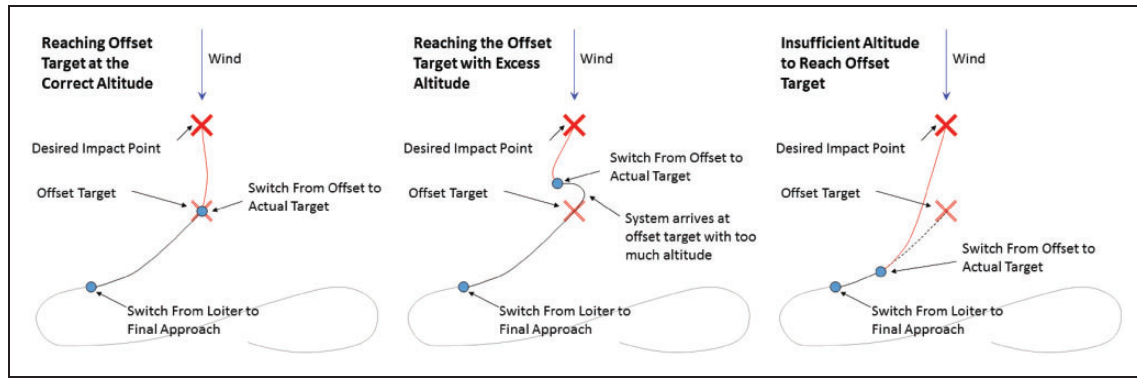 Reaching Offset
Target at the
Correct Altitude
Wind
Desired Impact Point
Offset Target
Switch From Offset to
Actual Target
Switch From Loiter to
Final Approach
Reaching the Offset
Target with Excess
Altitude
Wind
Desired Impact Point
Switch From Offset to
Actual Target
Offset Target
System arrives at
offset target with too
much altitude
Switch From Loiter to
Final Approach
Insufficient Altitude
to Reach Offset
Target
Wind
Desired Impact Point
Offset Target
Switch From Offset to
Actual Target
Switch From Loiter to
Final Approach